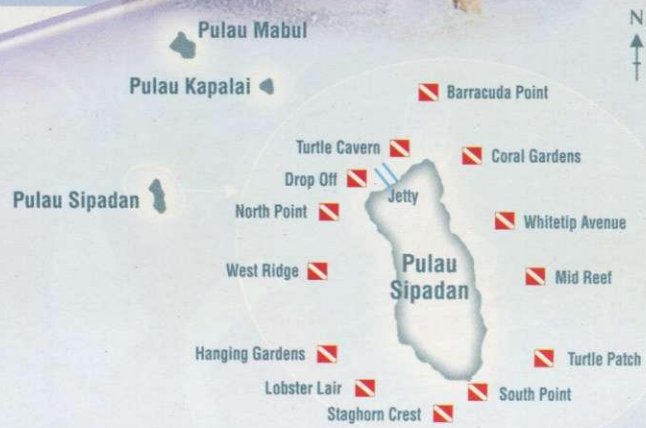 N
Pulau Mabul
Pulau Kapalai
Barracuda Point
Turtle Cavern
Coral Gardens
Drop Off
Jetty
Pulau Sipadan
North Point
Whitetip Avenue
West Ridge
Pulau
Sipadan
Mid Reef
Hanging Gardens
Turtle Patch
Lobster Lair
South Point
Staghorn Crest